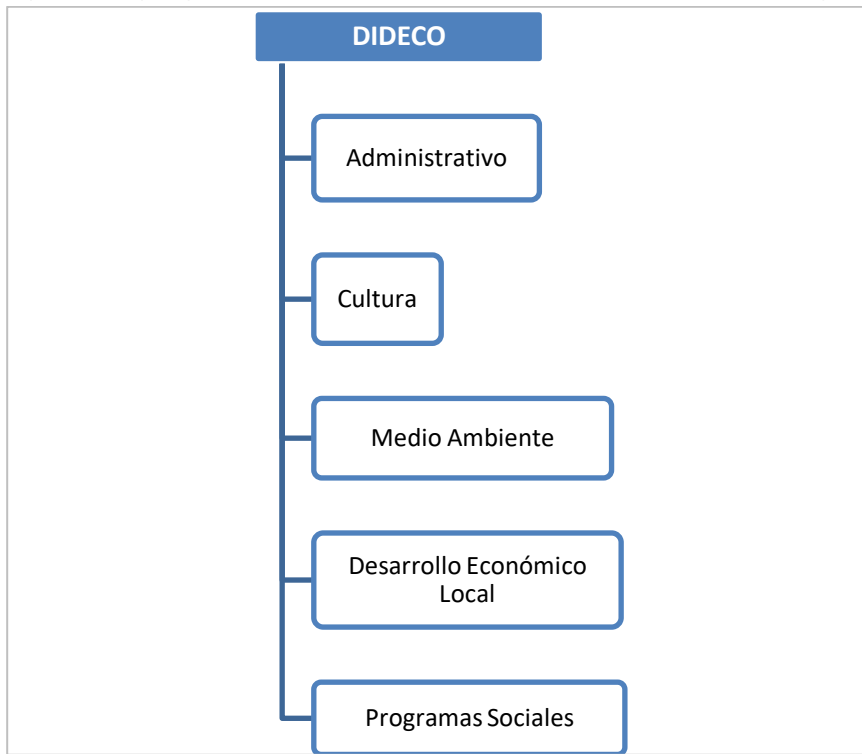 DIDECO
Administrativo
Cultura
Medio Ambiente
Desarrollo Económico
Local
Programas Sociales